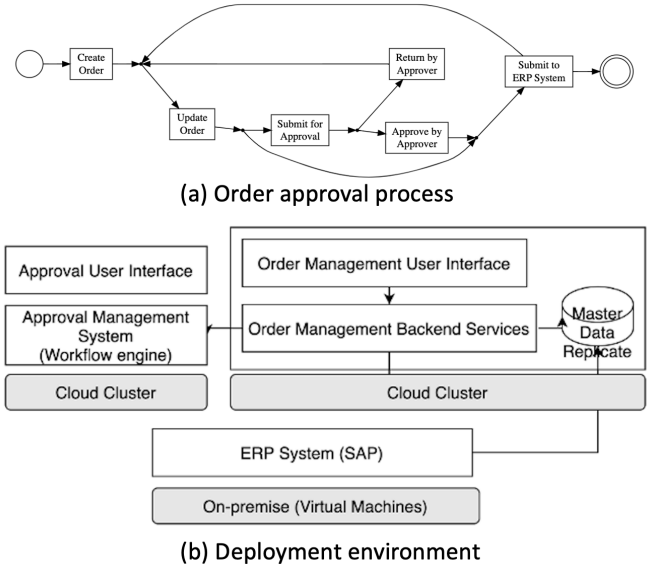 Create
Order
Return by
Approver
Submit to
ERP System
Update
Order
Submit for
Approval
Approve by
Approver
(a) Order approval process
Approval User Interface
Order Management User Interface
Approval Management
System
(Workflow engine)
Order Management Backend Services
Master
Data
Replicate
Cloud Cluster
Cloud Cluster
ERP System (SAP)
On-premise (Virtual Machines)
(b) Deployment environment